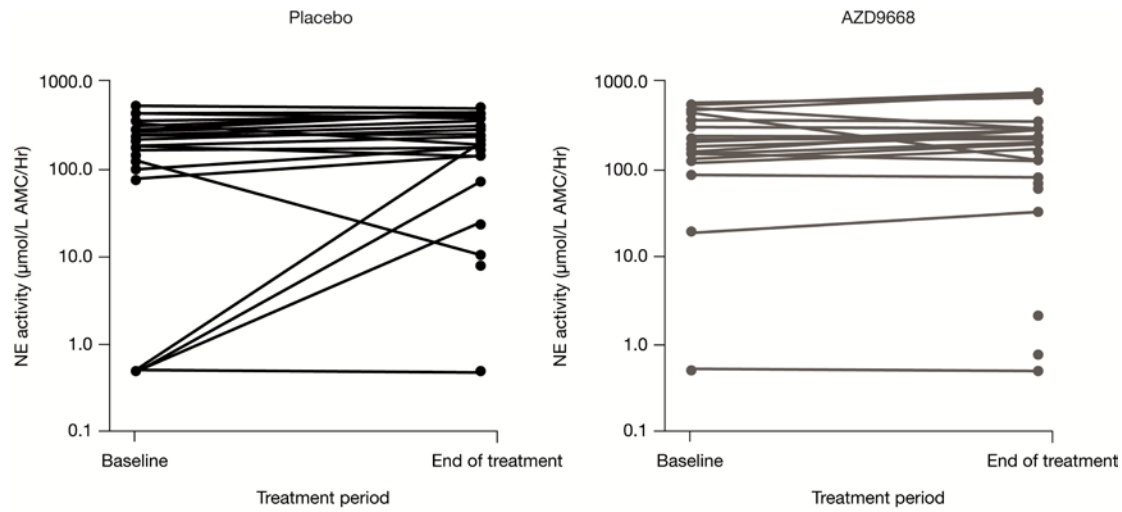 Placebo
NE activity (µmol/L AMC/Hr)
1000.0
100.0
10.0
1.0
0.1
Baseline
End of treatment
Treatment period
AZD9668
NE activity (µmol/L AMC/Hr)
1000.0
100.0
10.0
1.0
0.1
Baseline
End of treatment
Treatment period